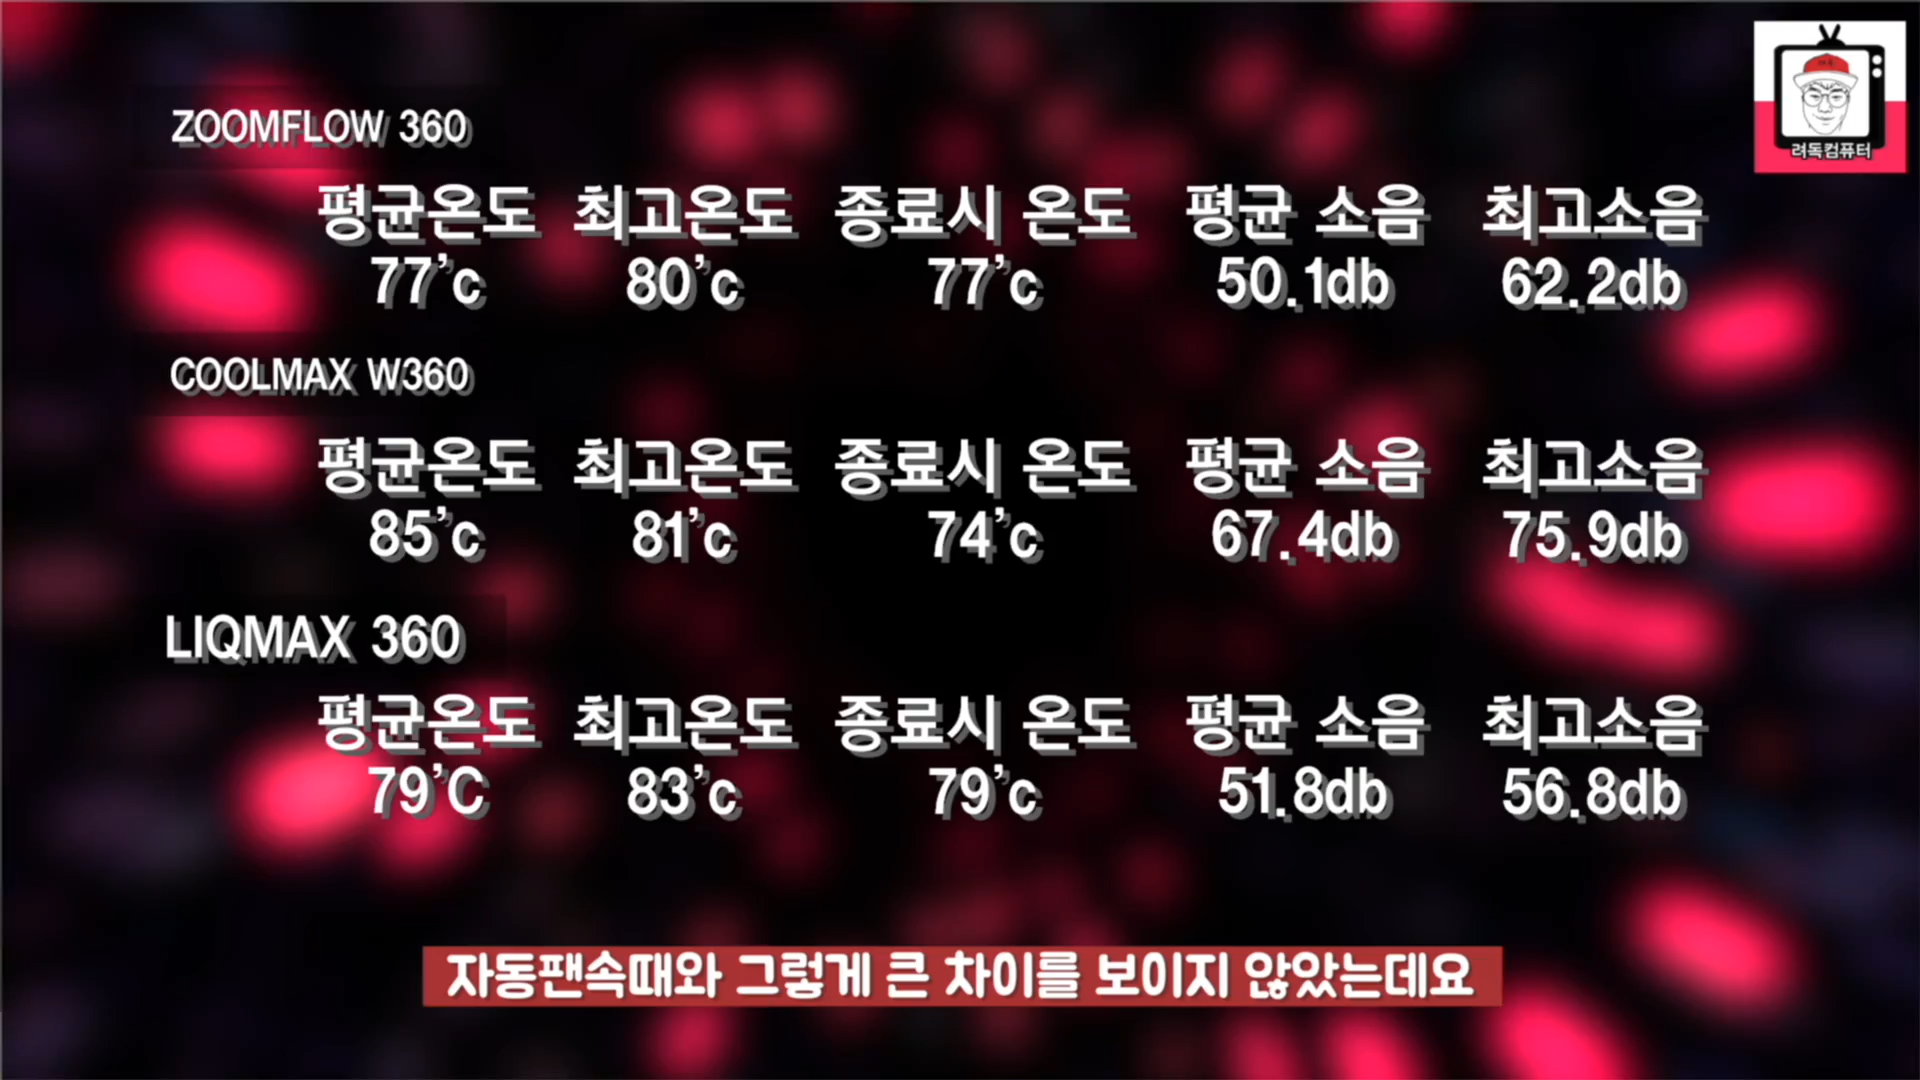 려독컴퓨터
ZOOMFLOW 360
평균온도 최고온도 종료시 온도 평균 소음 최고소음
77'c 80'c 77'c 50.1db 62.2db
COOLMAX W360
평균온도 최고온도 종료시 온도 평균 소음 최고소음
85'c 81'c 74'c 67.4db 75.9db
LIQMAX 360
평균온도 최고온도 종료시 온도 평균 소음 최고소음
79'C 83'c 79'c 51.8db 56.8db
자동팬속때와 그렇게 큰 차이를 보이지 않았는데요